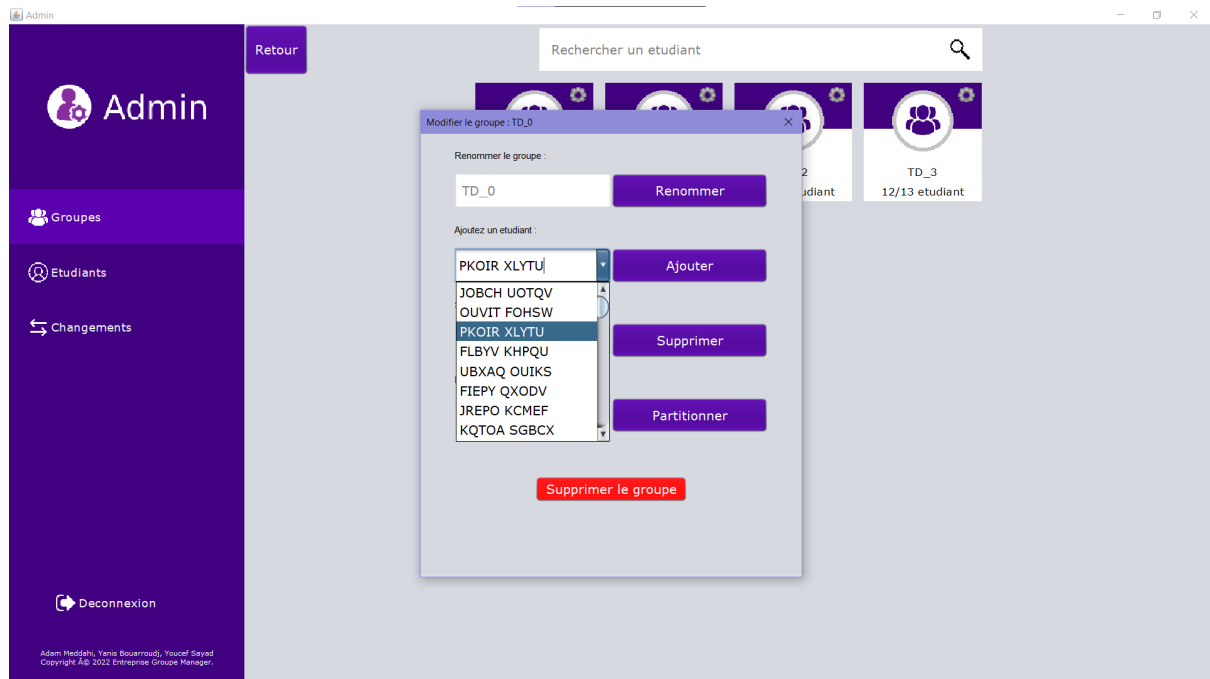 Admin
Retour
Rechercher un etudiant
Admin
Modifier le groupe : TD_0
Renommer le groupe :
TD_0
Renommer
TD_3
12/13 etudiant
Groupes
Ajoutez un etudiant :
PKOIR XLYTU
Ajouter
Etudiants
JOBCH UOTQV
OUVIT FOHSW
PKOIR XLYTU
FLBYV KHPQU
UBXAQ OUIKS
FIEPY QXODV
JREPO KCMEF
KQTOA SGBCX
Changements
Supprimer
Partitionner
Supprimer le groupe
Deconnexion
Adam Meddahi, Yanis Bouarroudj, Youcef Sayad
Copyright Â© 2022 Entreprise Groupe Manager.